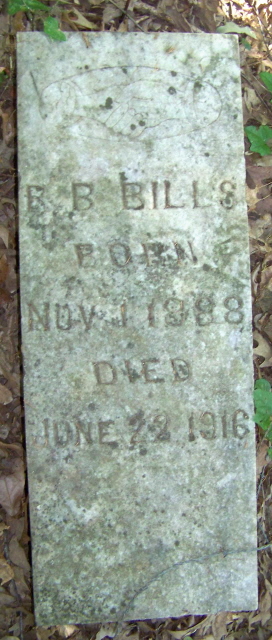 B B BILLS
BORN
NOV 1 1888
DIED
JUNE 22 1916